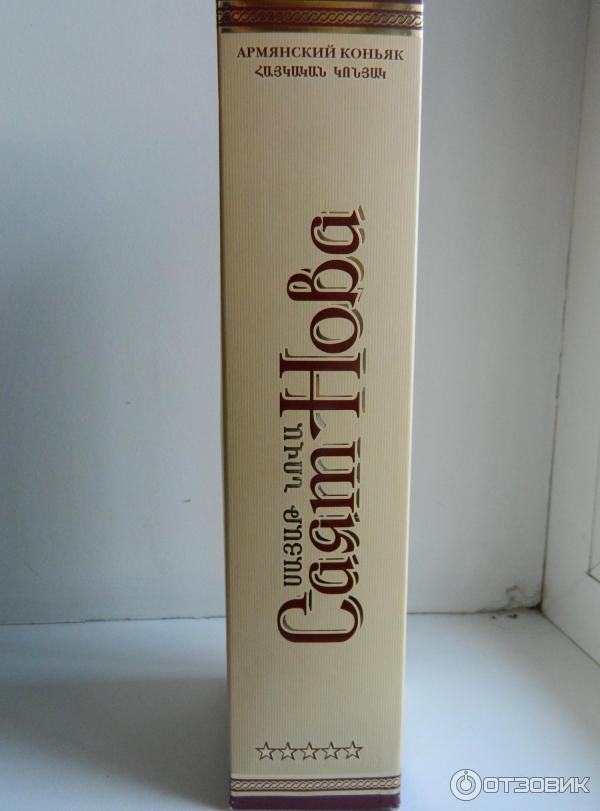 АРМЯНСКИЙ КОНЬЯК
ՀԱՅԿԱԿԱՆ ԿՈՆՅԱԿ
ՍԱՅԱԹ ՆՈՎԱ
Саят Нова
ОТЗОВИК